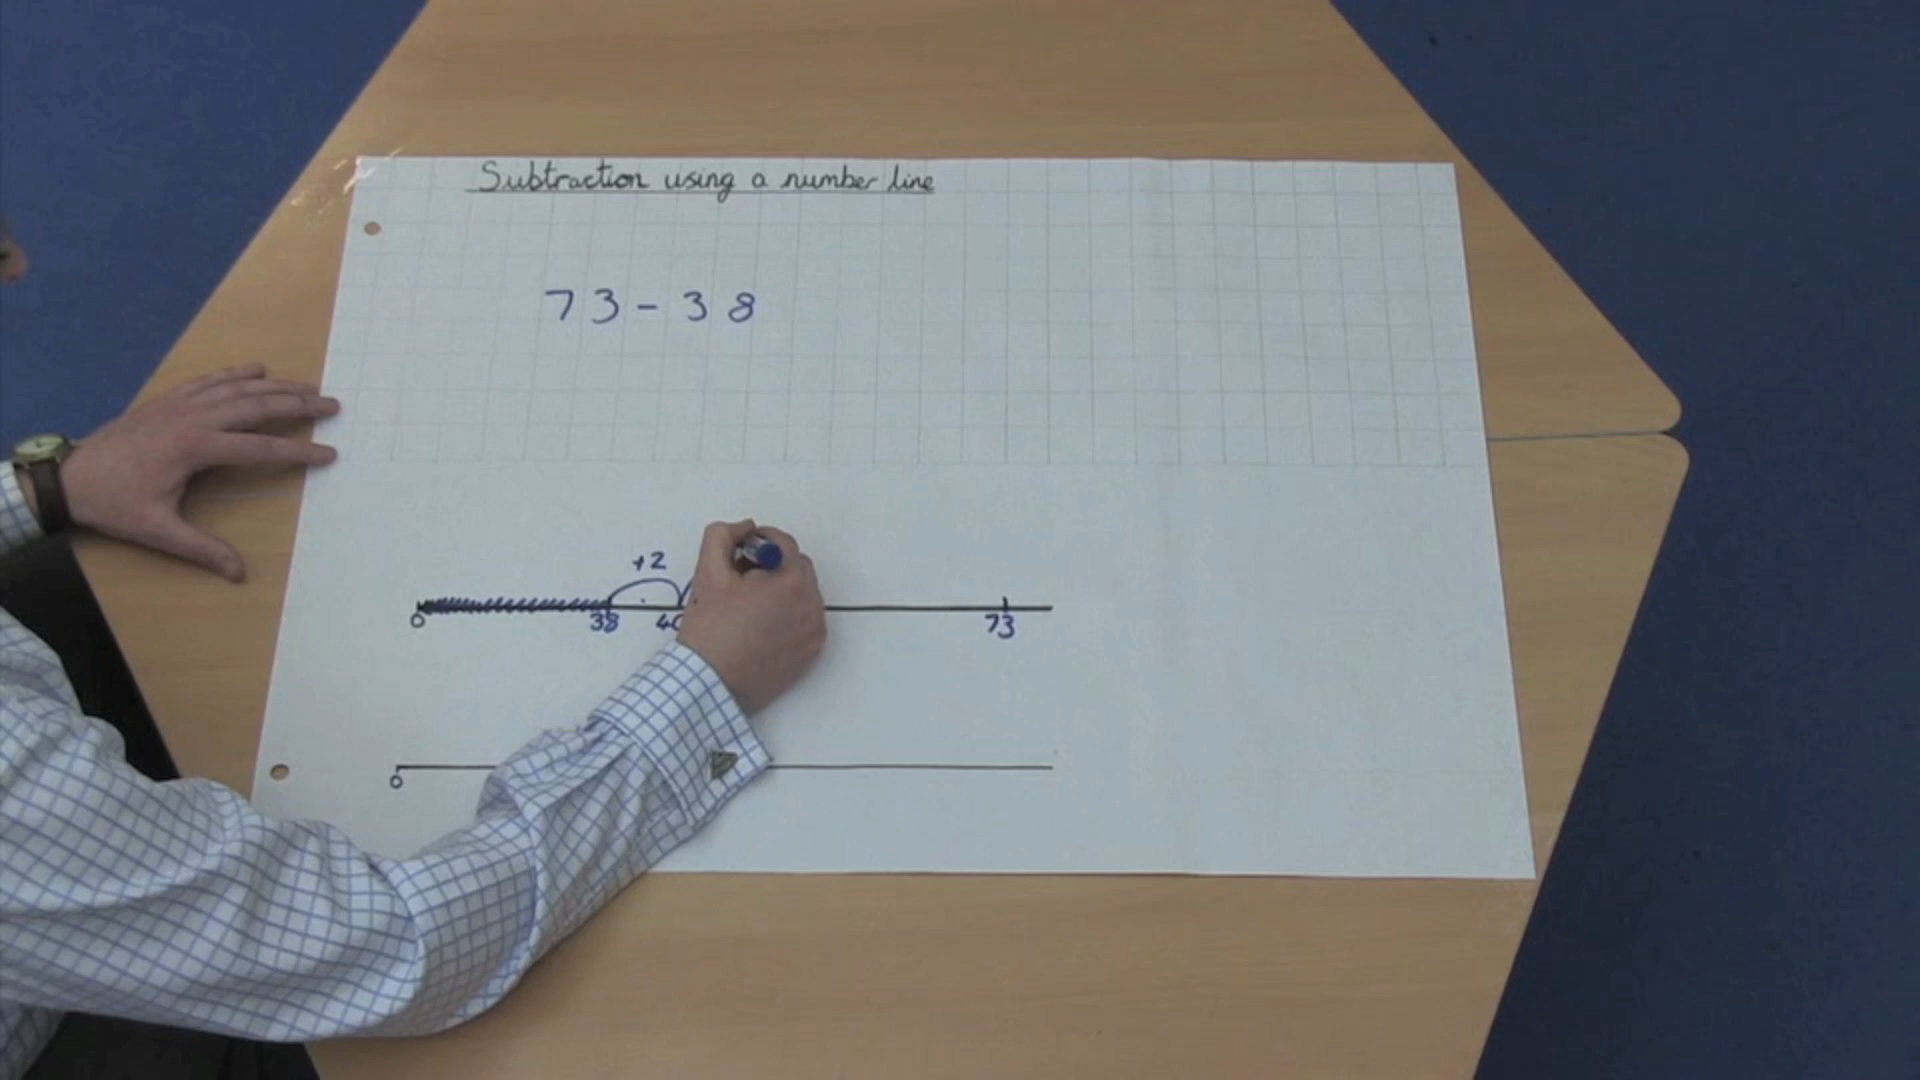 Subtraction using a number line
73-38
+2
0 38 73
0